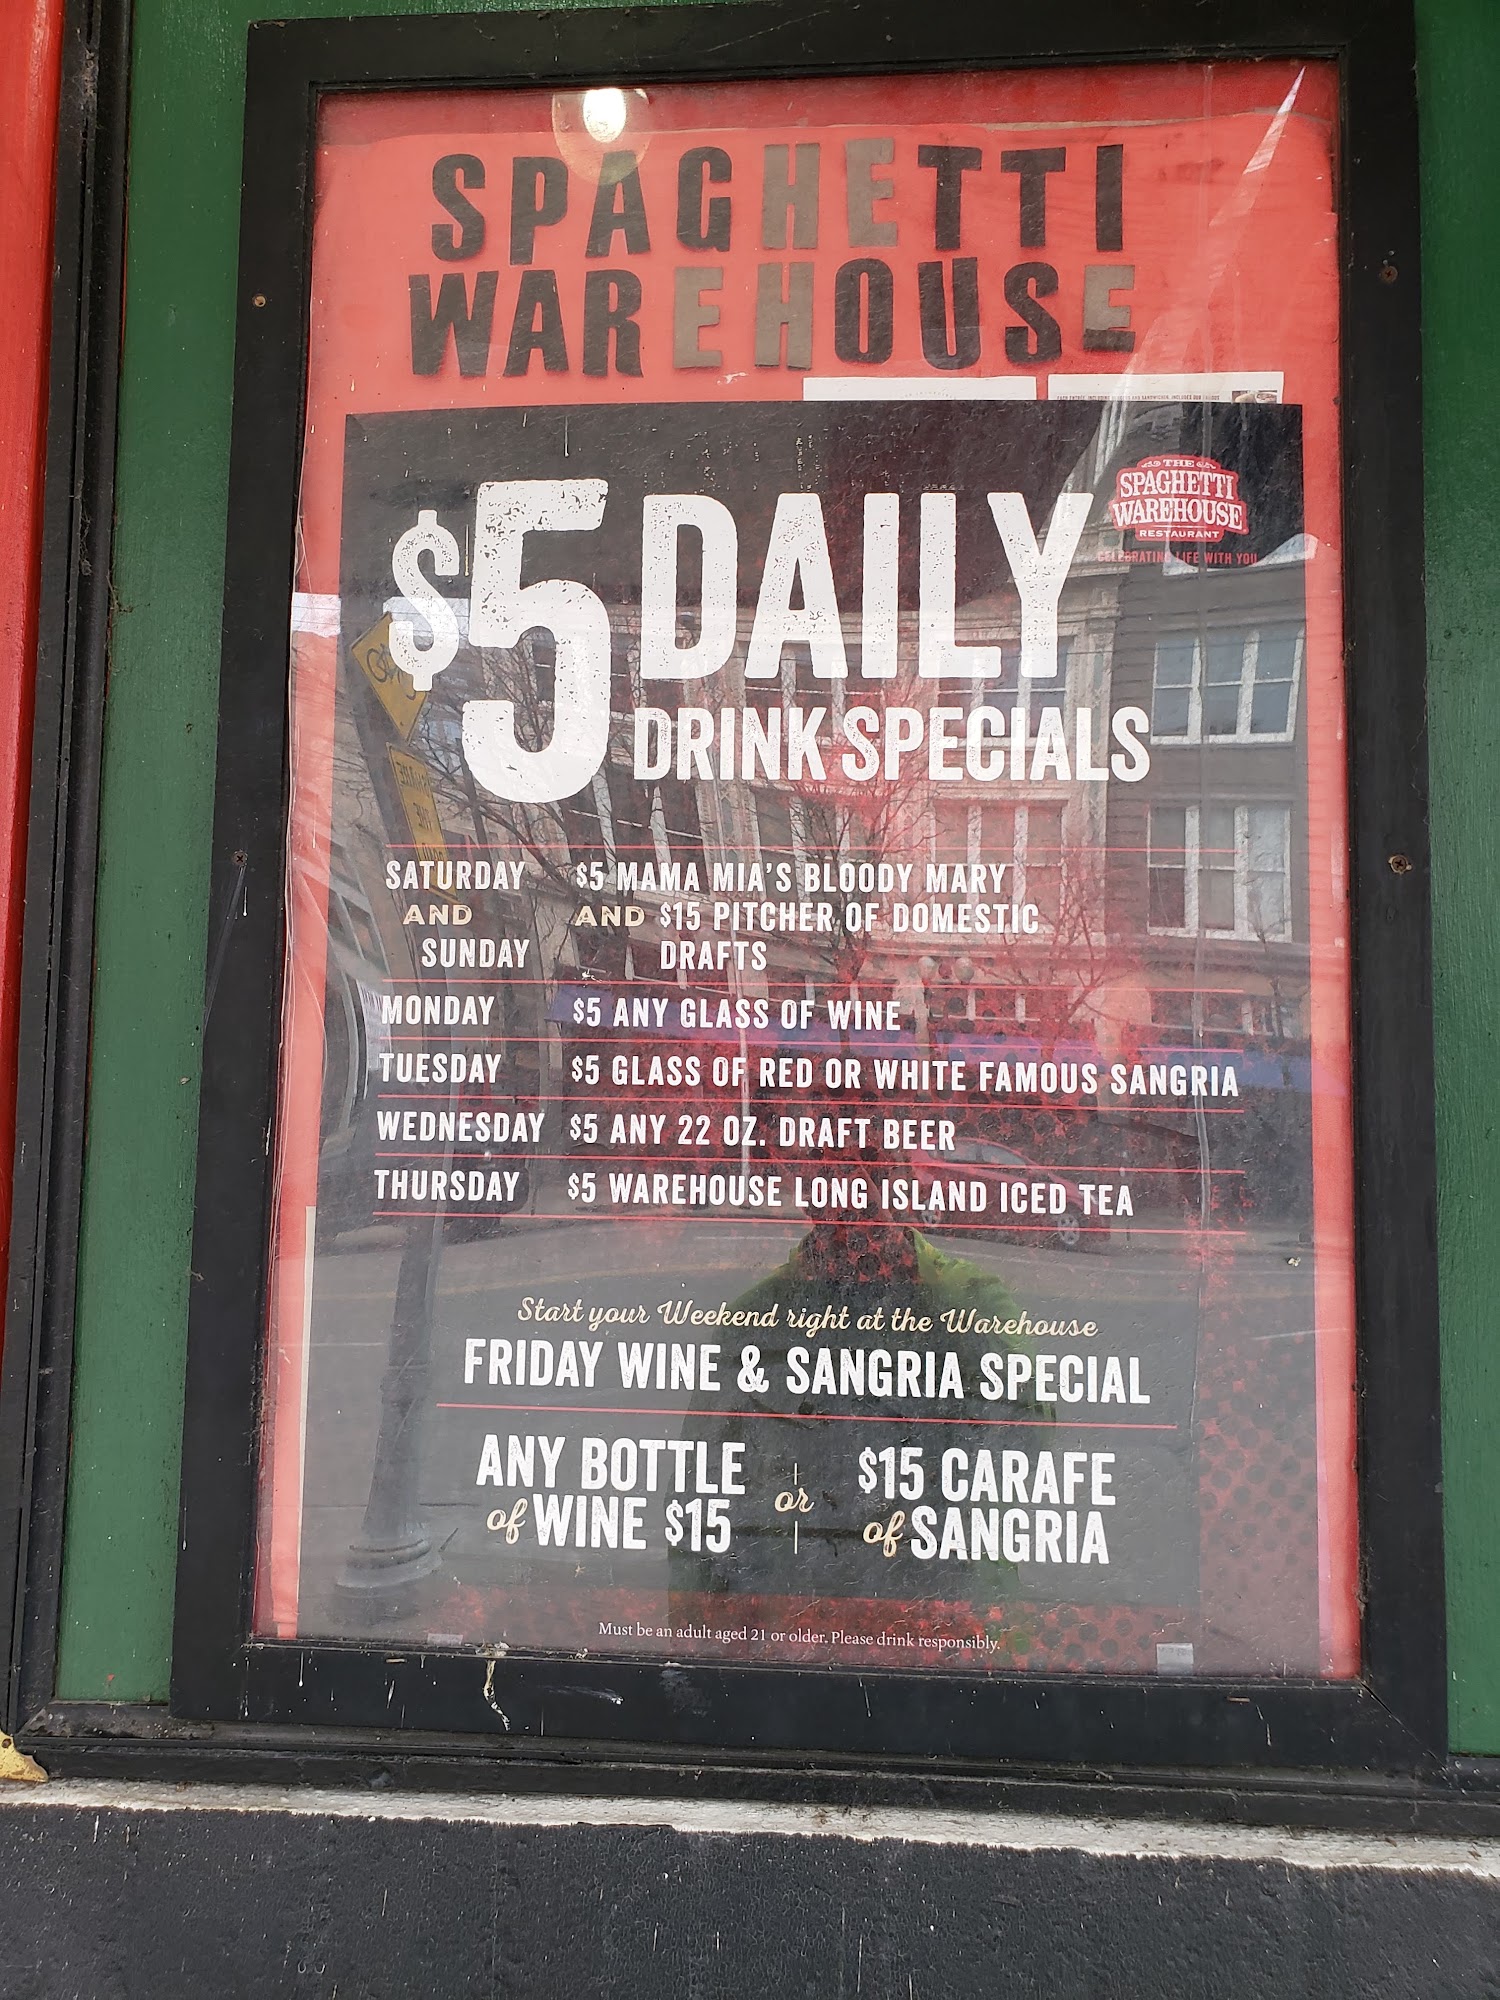 SPAGHETTI
WAREHOUSE
THE
SPAGHETTI
WAREHOUSE
RESTAURANT
CELEBRATING LIFE WITH YOU
$5 DAILY
DRINK SPECIALS
SATURDAY AND SUNDAY
$5 MAMA MIA'S BLOODY MARY
AND $15 PITCHER OF DOMESTIC
DRAFTS
MONDAY $5 ANY GLASS OF WINE
TUESDAY $5 GLASS OF RED OR WHITE FAMOUS SANGRIA
WEDNESDAY $5 ANY 22 OZ. DRAFT BEER
THURSDAY $5 WAREHOUSE LONG ISLAND ICED TEA
Start your Weekend right at the Warehouse
FRIDAY WINE & SANGRIA SPECIAL
ANY BOTTLE
of WINE $15
or
$15 CARAFE
of SANGRIA
Must be an adult aged 21 or older. Please drink responsibly.